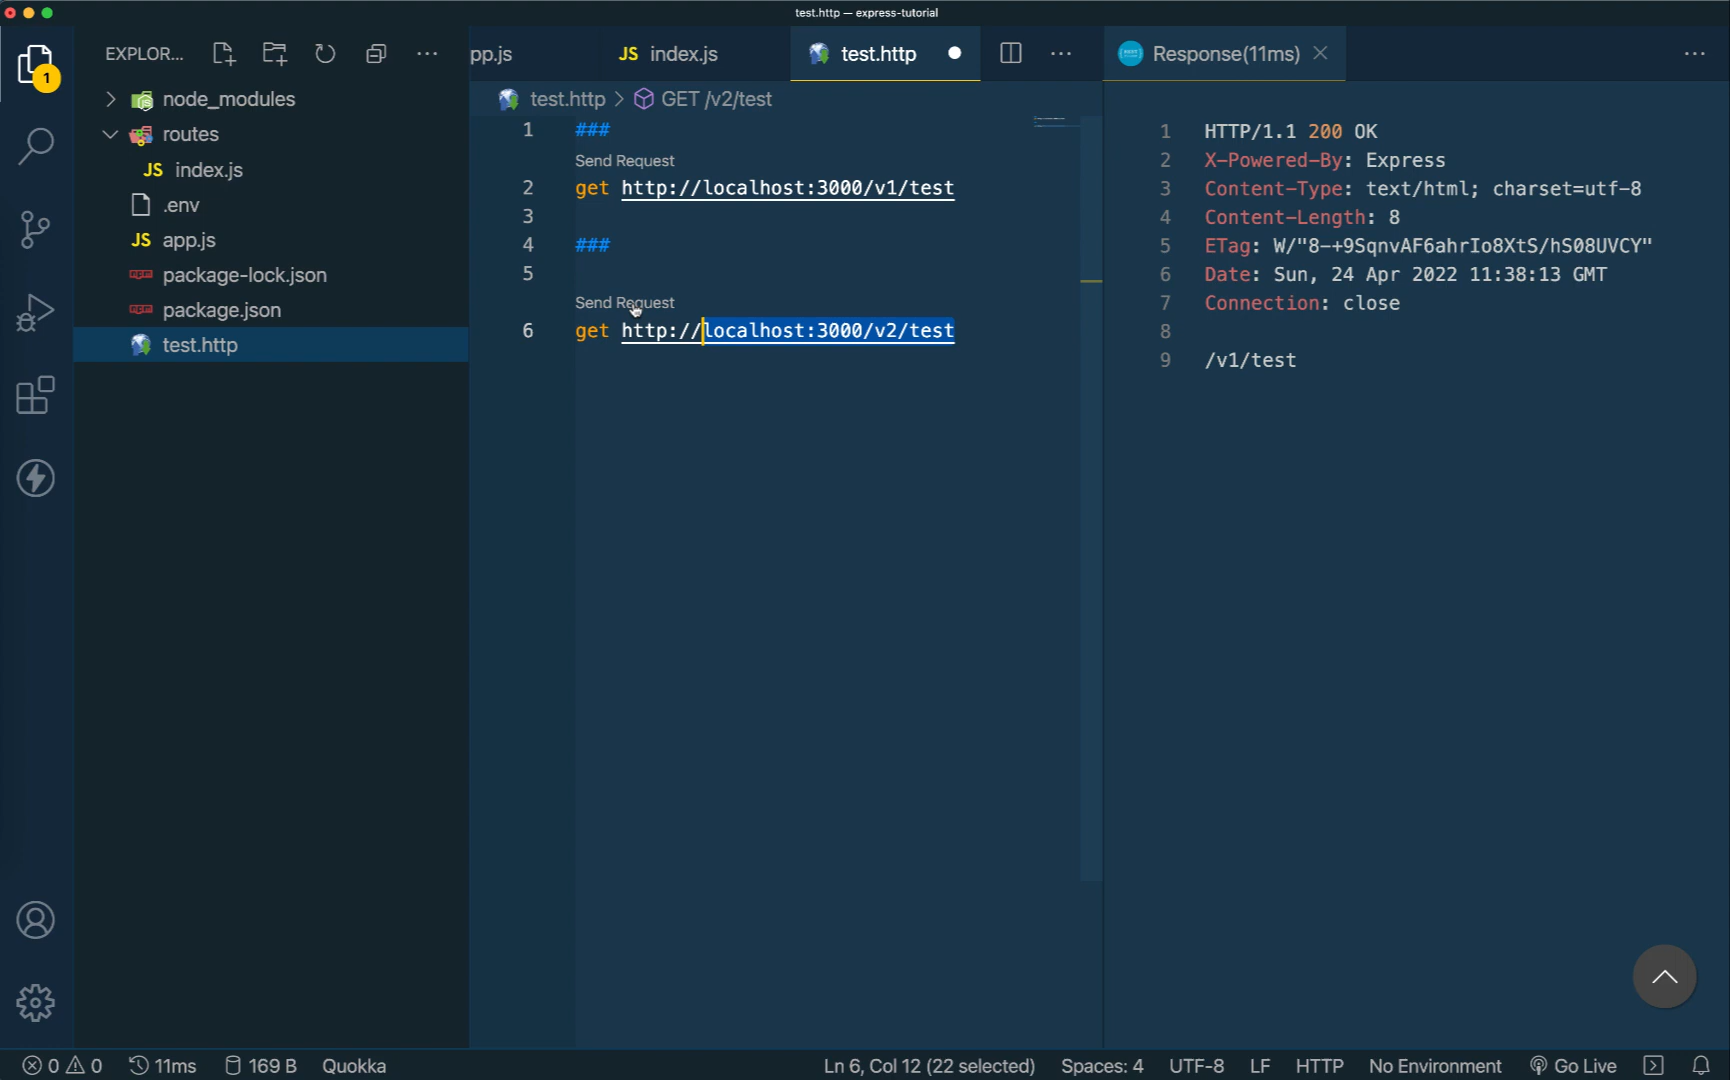 test.http — express-tutorial
EXPLOR...
pp.js
JS index.js
test.http
Response(11ms)
1
node_modules
routes
JS index.js
.env
JS app.js
package-lock.json
package.json
test.http
test.http > GET /v2/test
1 ###
Send Request
2 get http://localhost:3000/v1/test
3
4 ###
5
Send Request
6 get http://localhost:3000/v2/test
1 HTTP/1.1 200 OK
2 X-Powered-By: Express
3 Content-Type: text/html; charset=utf-8
4 Content-Length: 8
5 ETag: W/"8-+9SqnvAF6ahrIo8XtS/hS08UVCY"
6 Date: Sun, 24 Apr 2022 11:38:13 GMT
7 Connection: close
8
9 /v1/test
0 0 11ms 169 B Quokka Ln 6, Col 12 (22 selected) Spaces: 4 UTF-8 LF HTTP No Environment Go Live